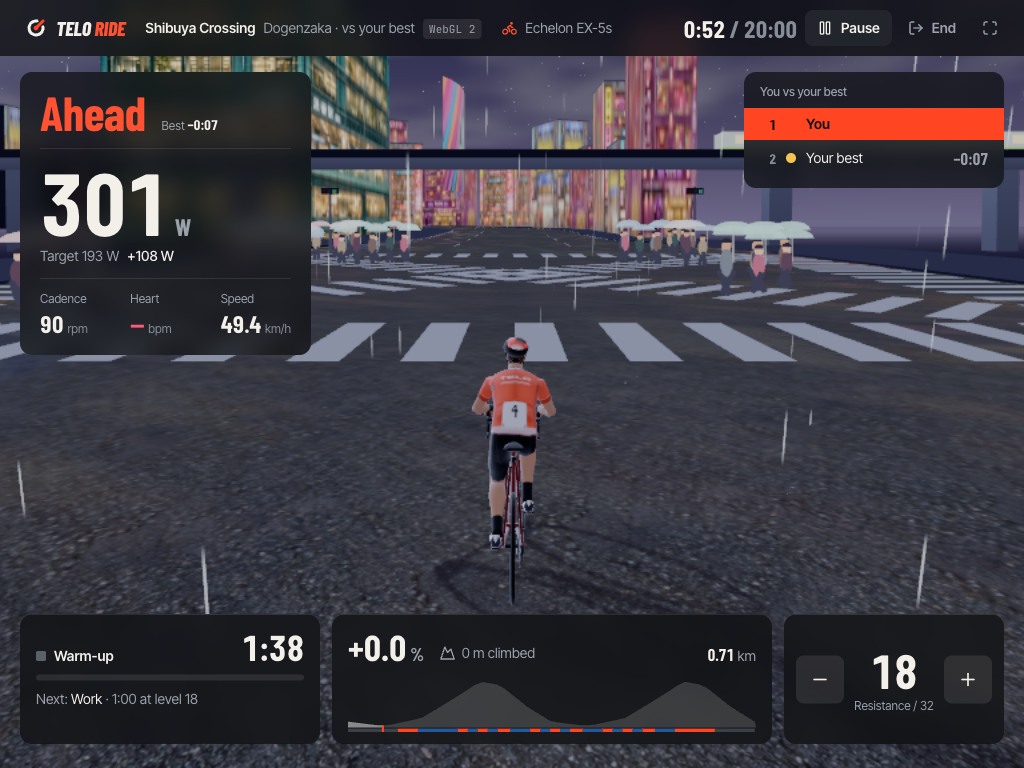 TELO RIDE
Shibuya Crossing Dogenzaka · vs your best WebGL 2 Echelon EX-5s
0:52 / 20:00 Pause End
Ahead Best −0:07
301 W
Target 193 W +108 W
Cadence Heart Speed
90 rpm — bpm 49.4 km/h
You vs your best
1 You
2 Your best −0:07
TELO
4
Warm-up 1:38
Next: Work · 1:00 at level 18
+0.0 % 0 m climbed 0.71 km
− 18 +
Resistance / 32